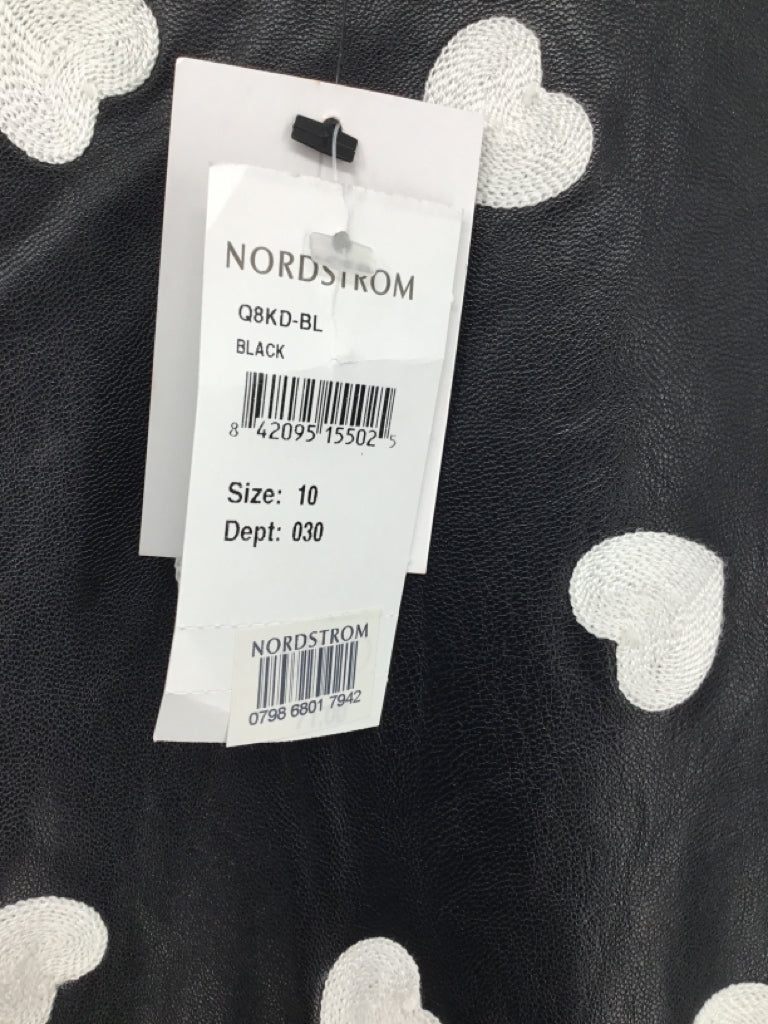 NORDSTROM
Q8KD-BL
BLACK
8 42095 15502 5
Size: 10
Dept: 030
NORDSTROM
0798 6801 7942